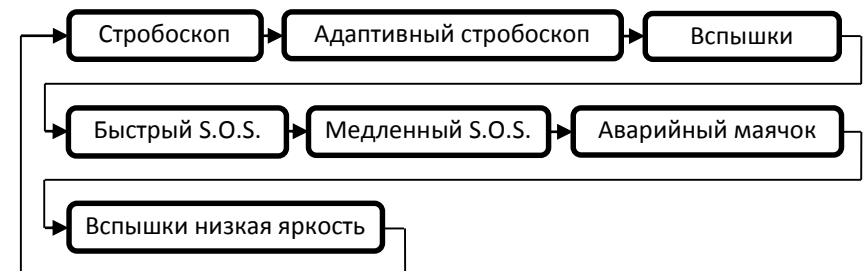 Стробоскоп Адаптивный стробоскоп Вспышки
Быстрый S.O.S. Медленный S.O.S. Аварийный маячок
Вспышки низкая яркость